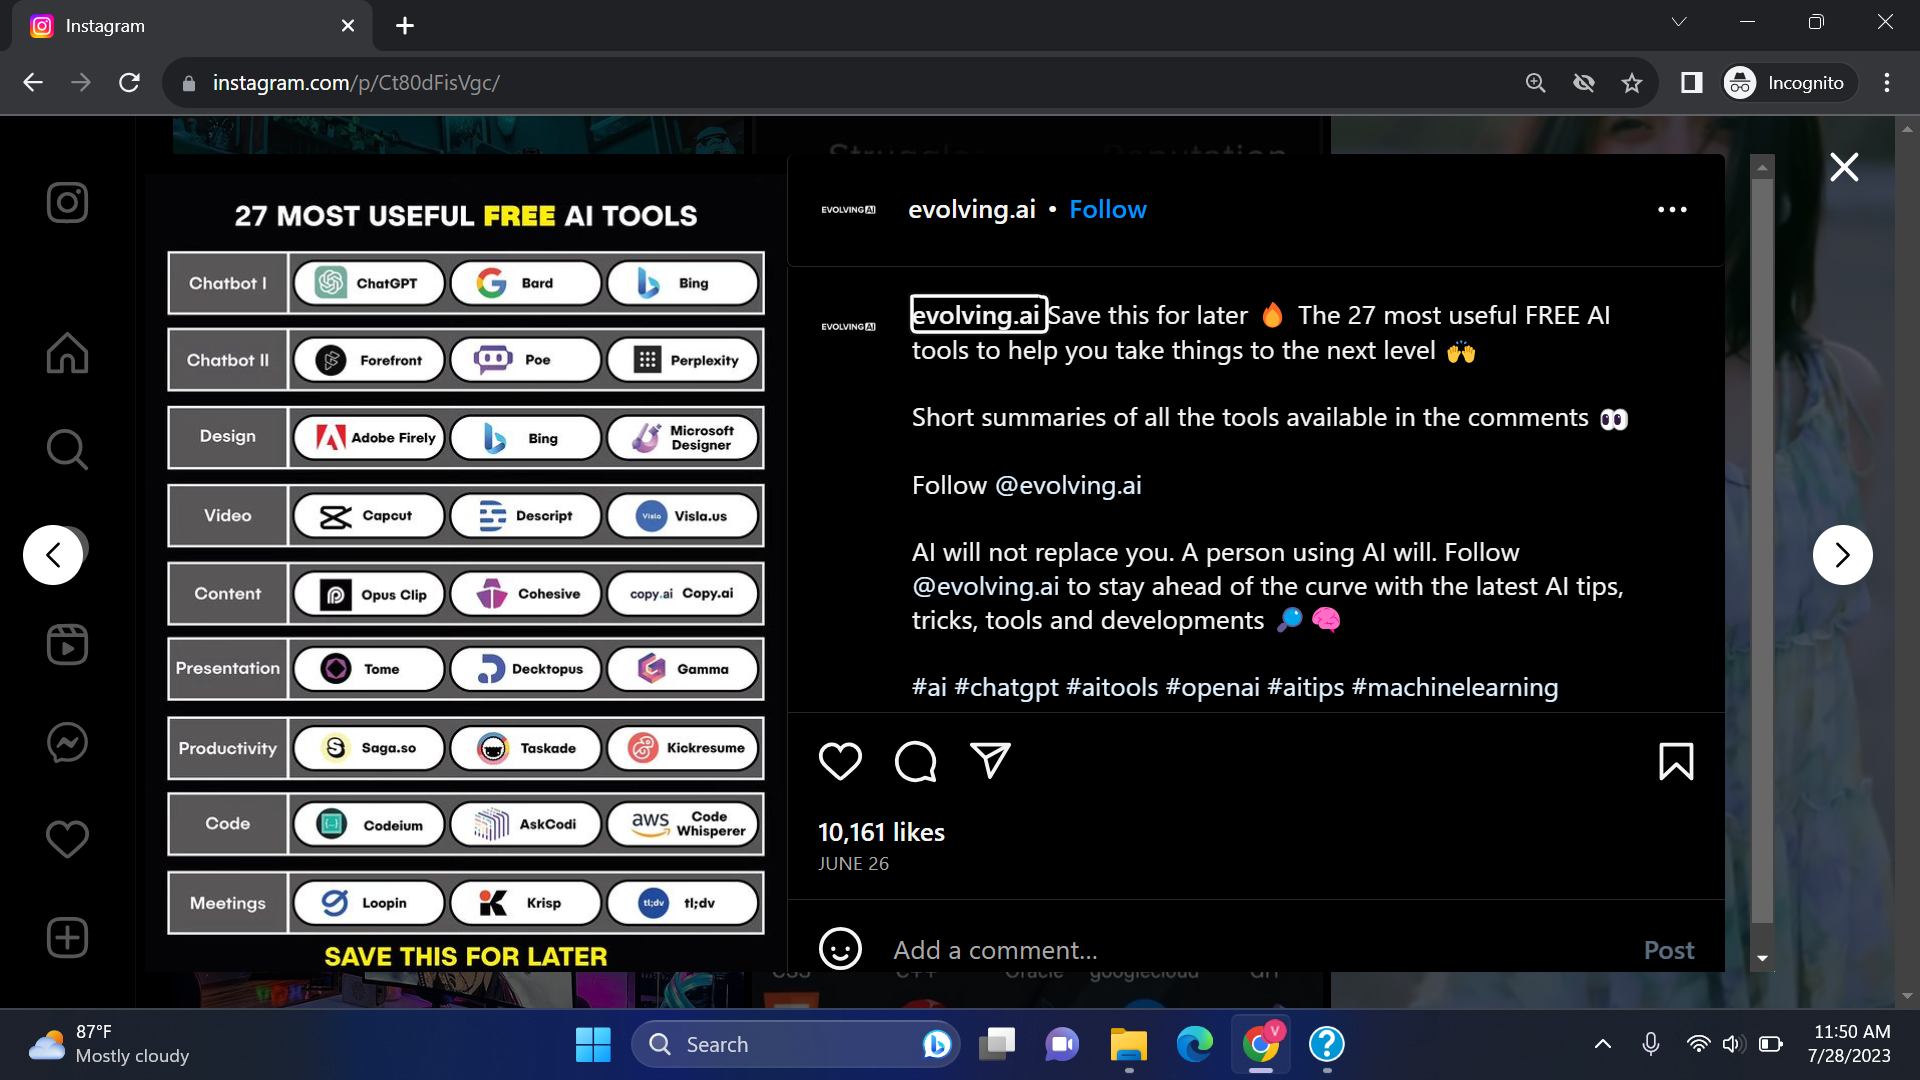 Instagram
instagram.com/p/Ct80dFisVgc/
Incognito
27 MOST USEFUL FREE AI TOOLS
Chatbot I ChatGPT Bard Bing
Chatbot II Forefront Poe Perplexity
Design Adobe Firely Bing Microsoft Designer
Video Capcut Descript Visla Visla.us
Content Opus Clip Cohesive copy.ai Copy.ai
Presentation Tome Decktopus Gamma
Productivity Saga.so Taskade Kickresume
Code Codeium AskCodi aws Code Whisperer
Meetings Loopin Krisp tl;dv tl;dv
SAVE THIS FOR LATER
EVOLVING AI evolving.ai • Follow
EVOLVING AI evolving.ai Save this for later 🔥 The 27 most useful FREE AI
tools to help you take things to the next level 🙌
Short summaries of all the tools available in the comments 👀
Follow @evolving.ai
AI will not replace you. A person using AI will. Follow
@evolving.ai to stay ahead of the curve with the latest AI tips,
tricks, tools and developments 🔎 🧠
#ai #chatgpt #aitools #openai #aitips #machinelearning
10,161 likes
JUNE 26
Add a comment... Post
87°F
Mostly cloudy
Search
V
11:50 AM
7/28/2023